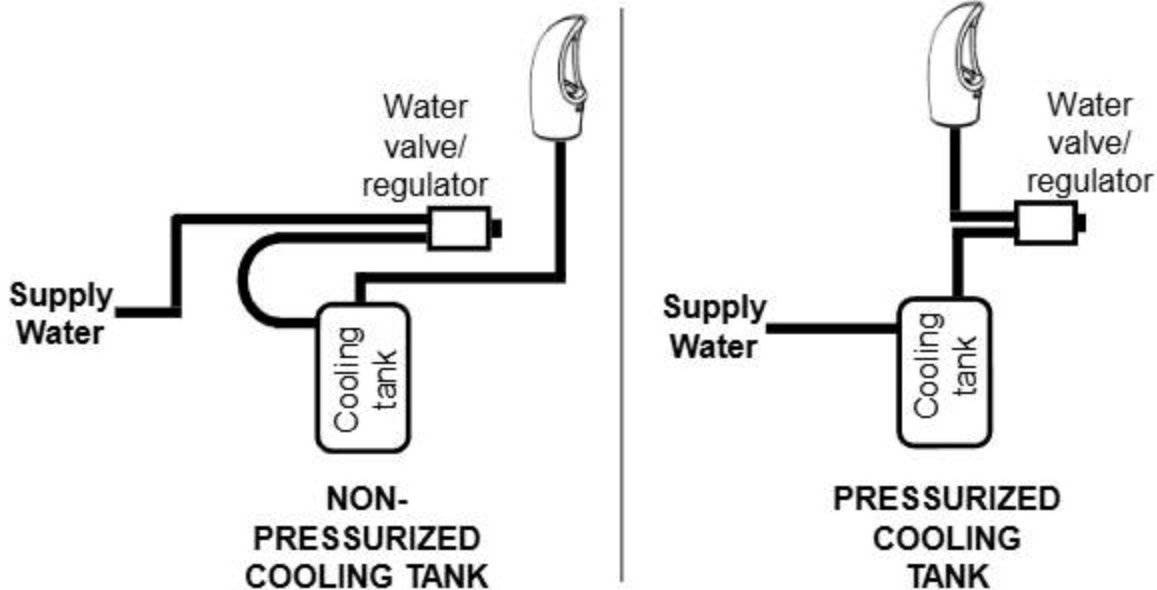 Water
valve/
regulator
Supply
Water
Cooling
tank
NON-
PRESSURIZED
COOLING TANK
Water
valve/
regulator
Supply
Water
Cooling
tank
PRESSURIZED
COOLING
TANK